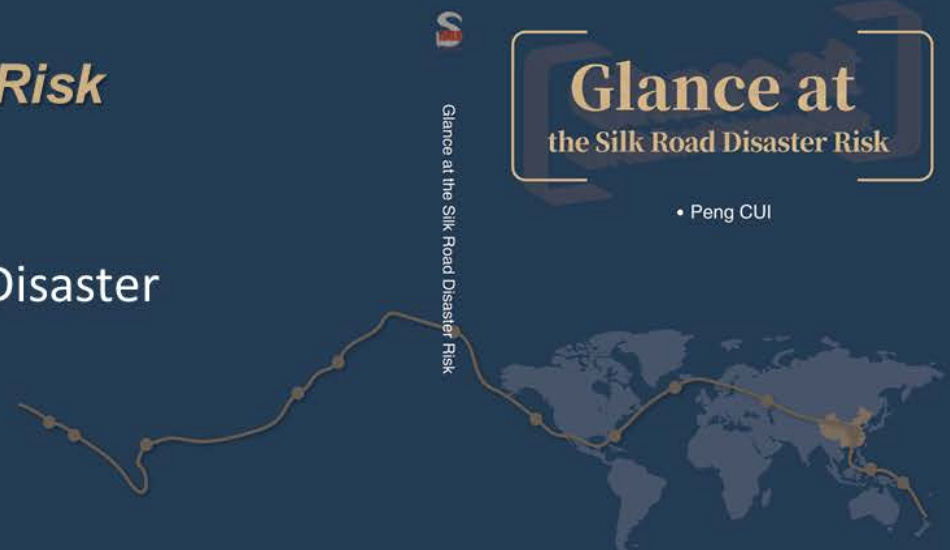 Risk
Disaster
Glance at the Silk Road Disaster Risk
Glance at
the Silk Road Disaster Risk
• Peng CUI